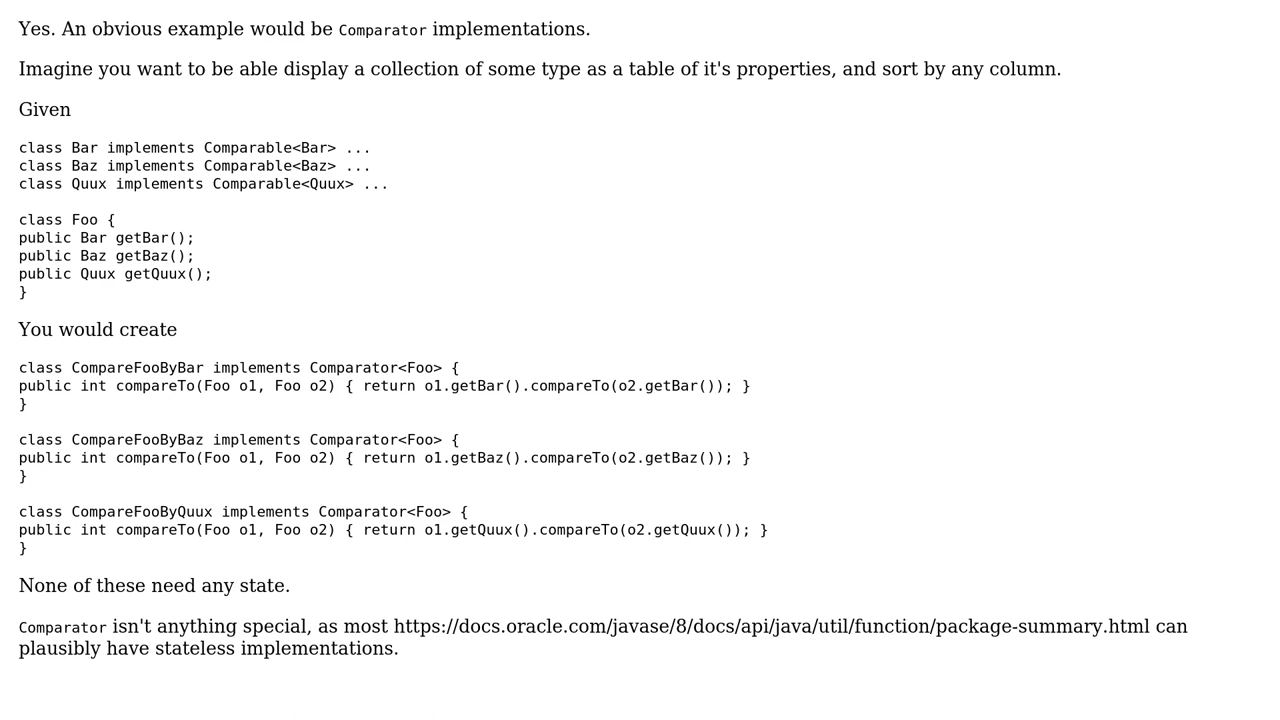 Yes. An obvious example would be Comparator implementations.
Imagine you want to be able display a collection of some type as a table of it's properties, and sort by any column.
Given
class Bar implements Comparable<Bar> ...
class Baz implements Comparable<Baz> ...
class Quux implements Comparable<Quux> ...
class Foo {
public Bar getBar();
public Baz getBaz();
public Quux getQuux();
}
You would create
class CompareFooByBar implements Comparator<Foo> {
public int compareTo(Foo o1, Foo o2) { return o1.getBar().compareTo(o2.getBar()); }
}
class CompareFooByBaz implements Comparator<Foo> {
public int compareTo(Foo o1, Foo o2) { return o1.getBaz().compareTo(o2.getBaz()); }
}
class CompareFooByQuux implements Comparator<Foo> {
public int compareTo(Foo o1, Foo o2) { return o1.getQuux().compareTo(o2.getQuux()); }
}
None of these need any state.
Comparator isn't anything special, as most https://docs.oracle.com/javase/8/docs/api/java/util/function/package-summary.html can
plausibly have stateless implementations.